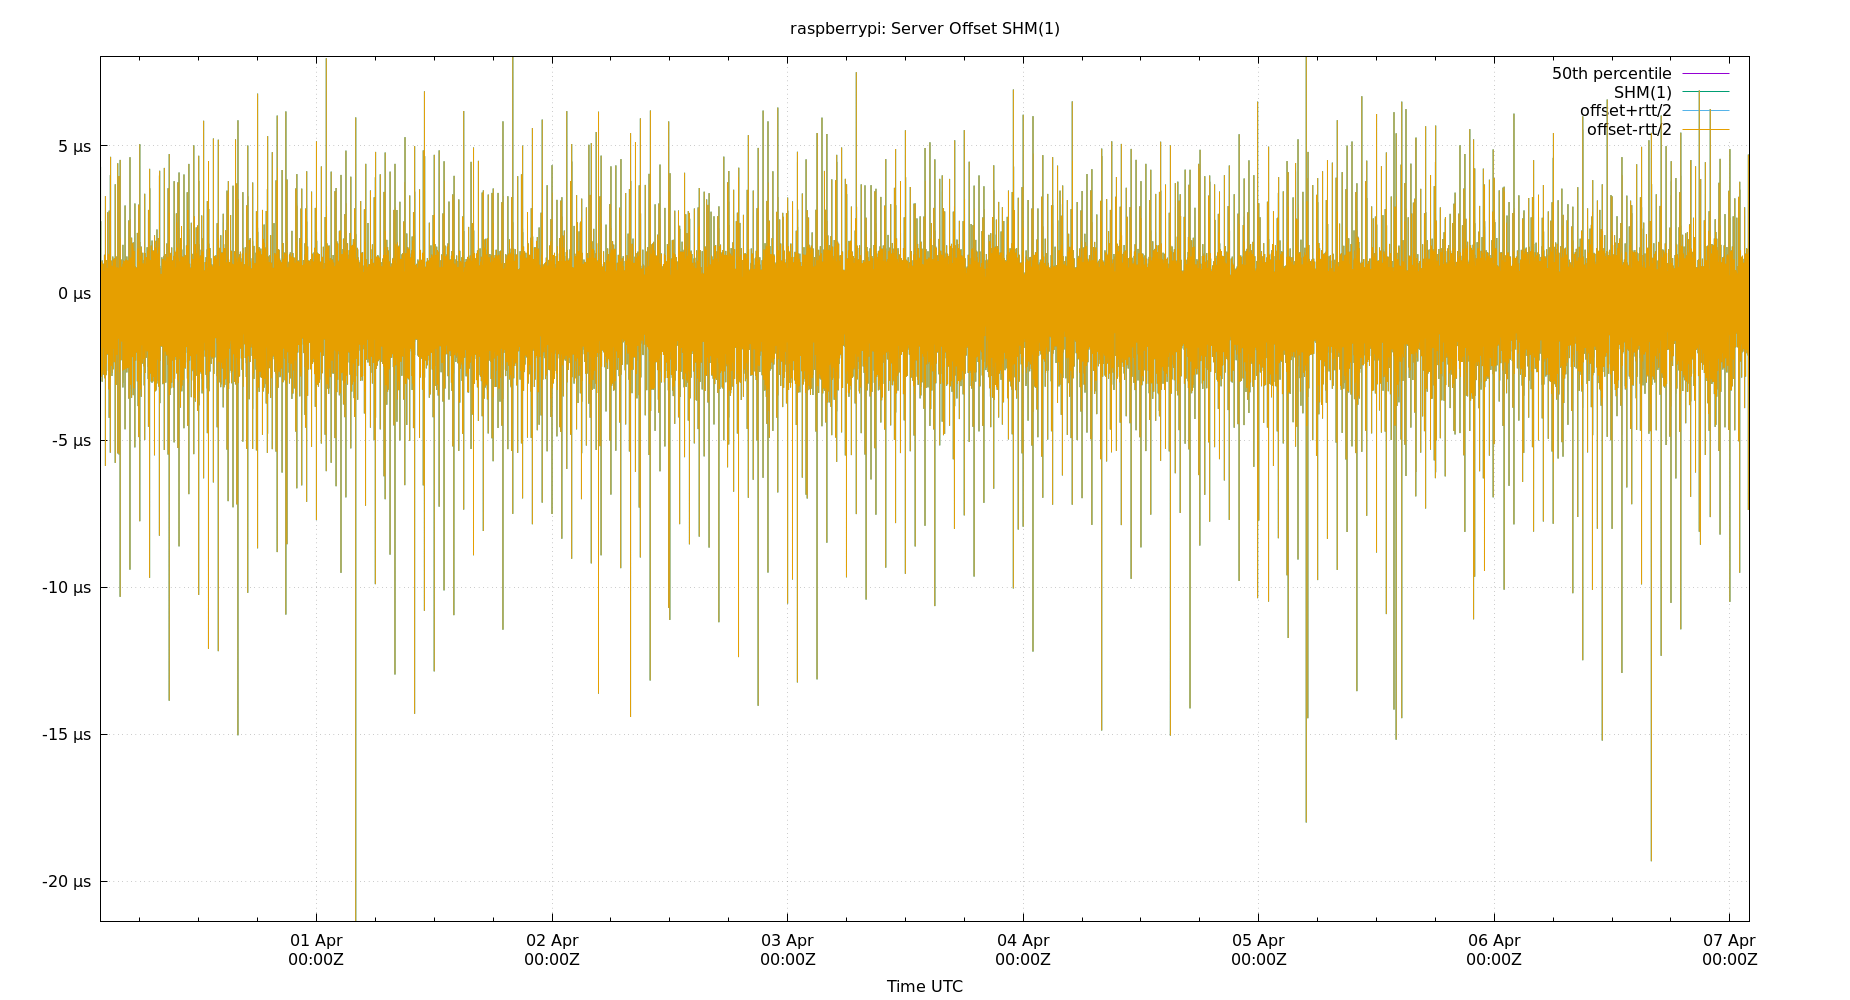 raspberrypi: Server Offset SHM(1)
50th percentile
SHM(1)
offset+rtt/2
offset-rtt/2
5 µs
0 µs
-5 µs
-10 µs
-15 µs
-20 µs
01 Apr 02 Apr 03 Apr 04 Apr 05 Apr 06 Apr 07 Apr
00:00Z 00:00Z 00:00Z 00:00Z 00:00Z 00:00Z 00:00Z
Time UTC